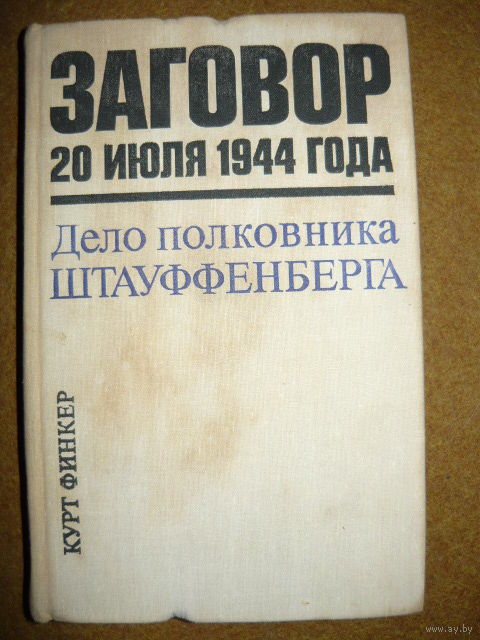 ЗАГОВОР
20 ИЮЛЯ 1944 ГОДА
Дело полковника
ШТАУФФЕНБЕРГА
КУРТ ФИНКЕР
© www.ay.by